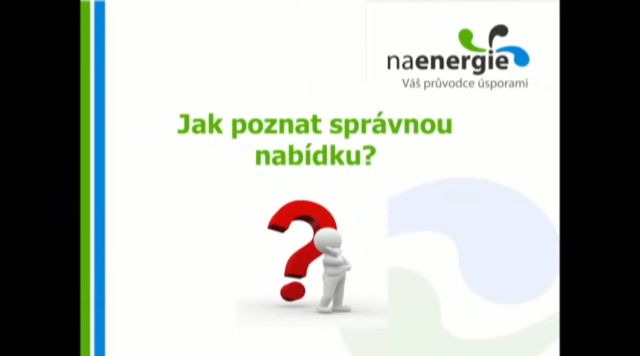 naenergie
Váš průvodce úsporami
Jak poznat správnou
nabídku?